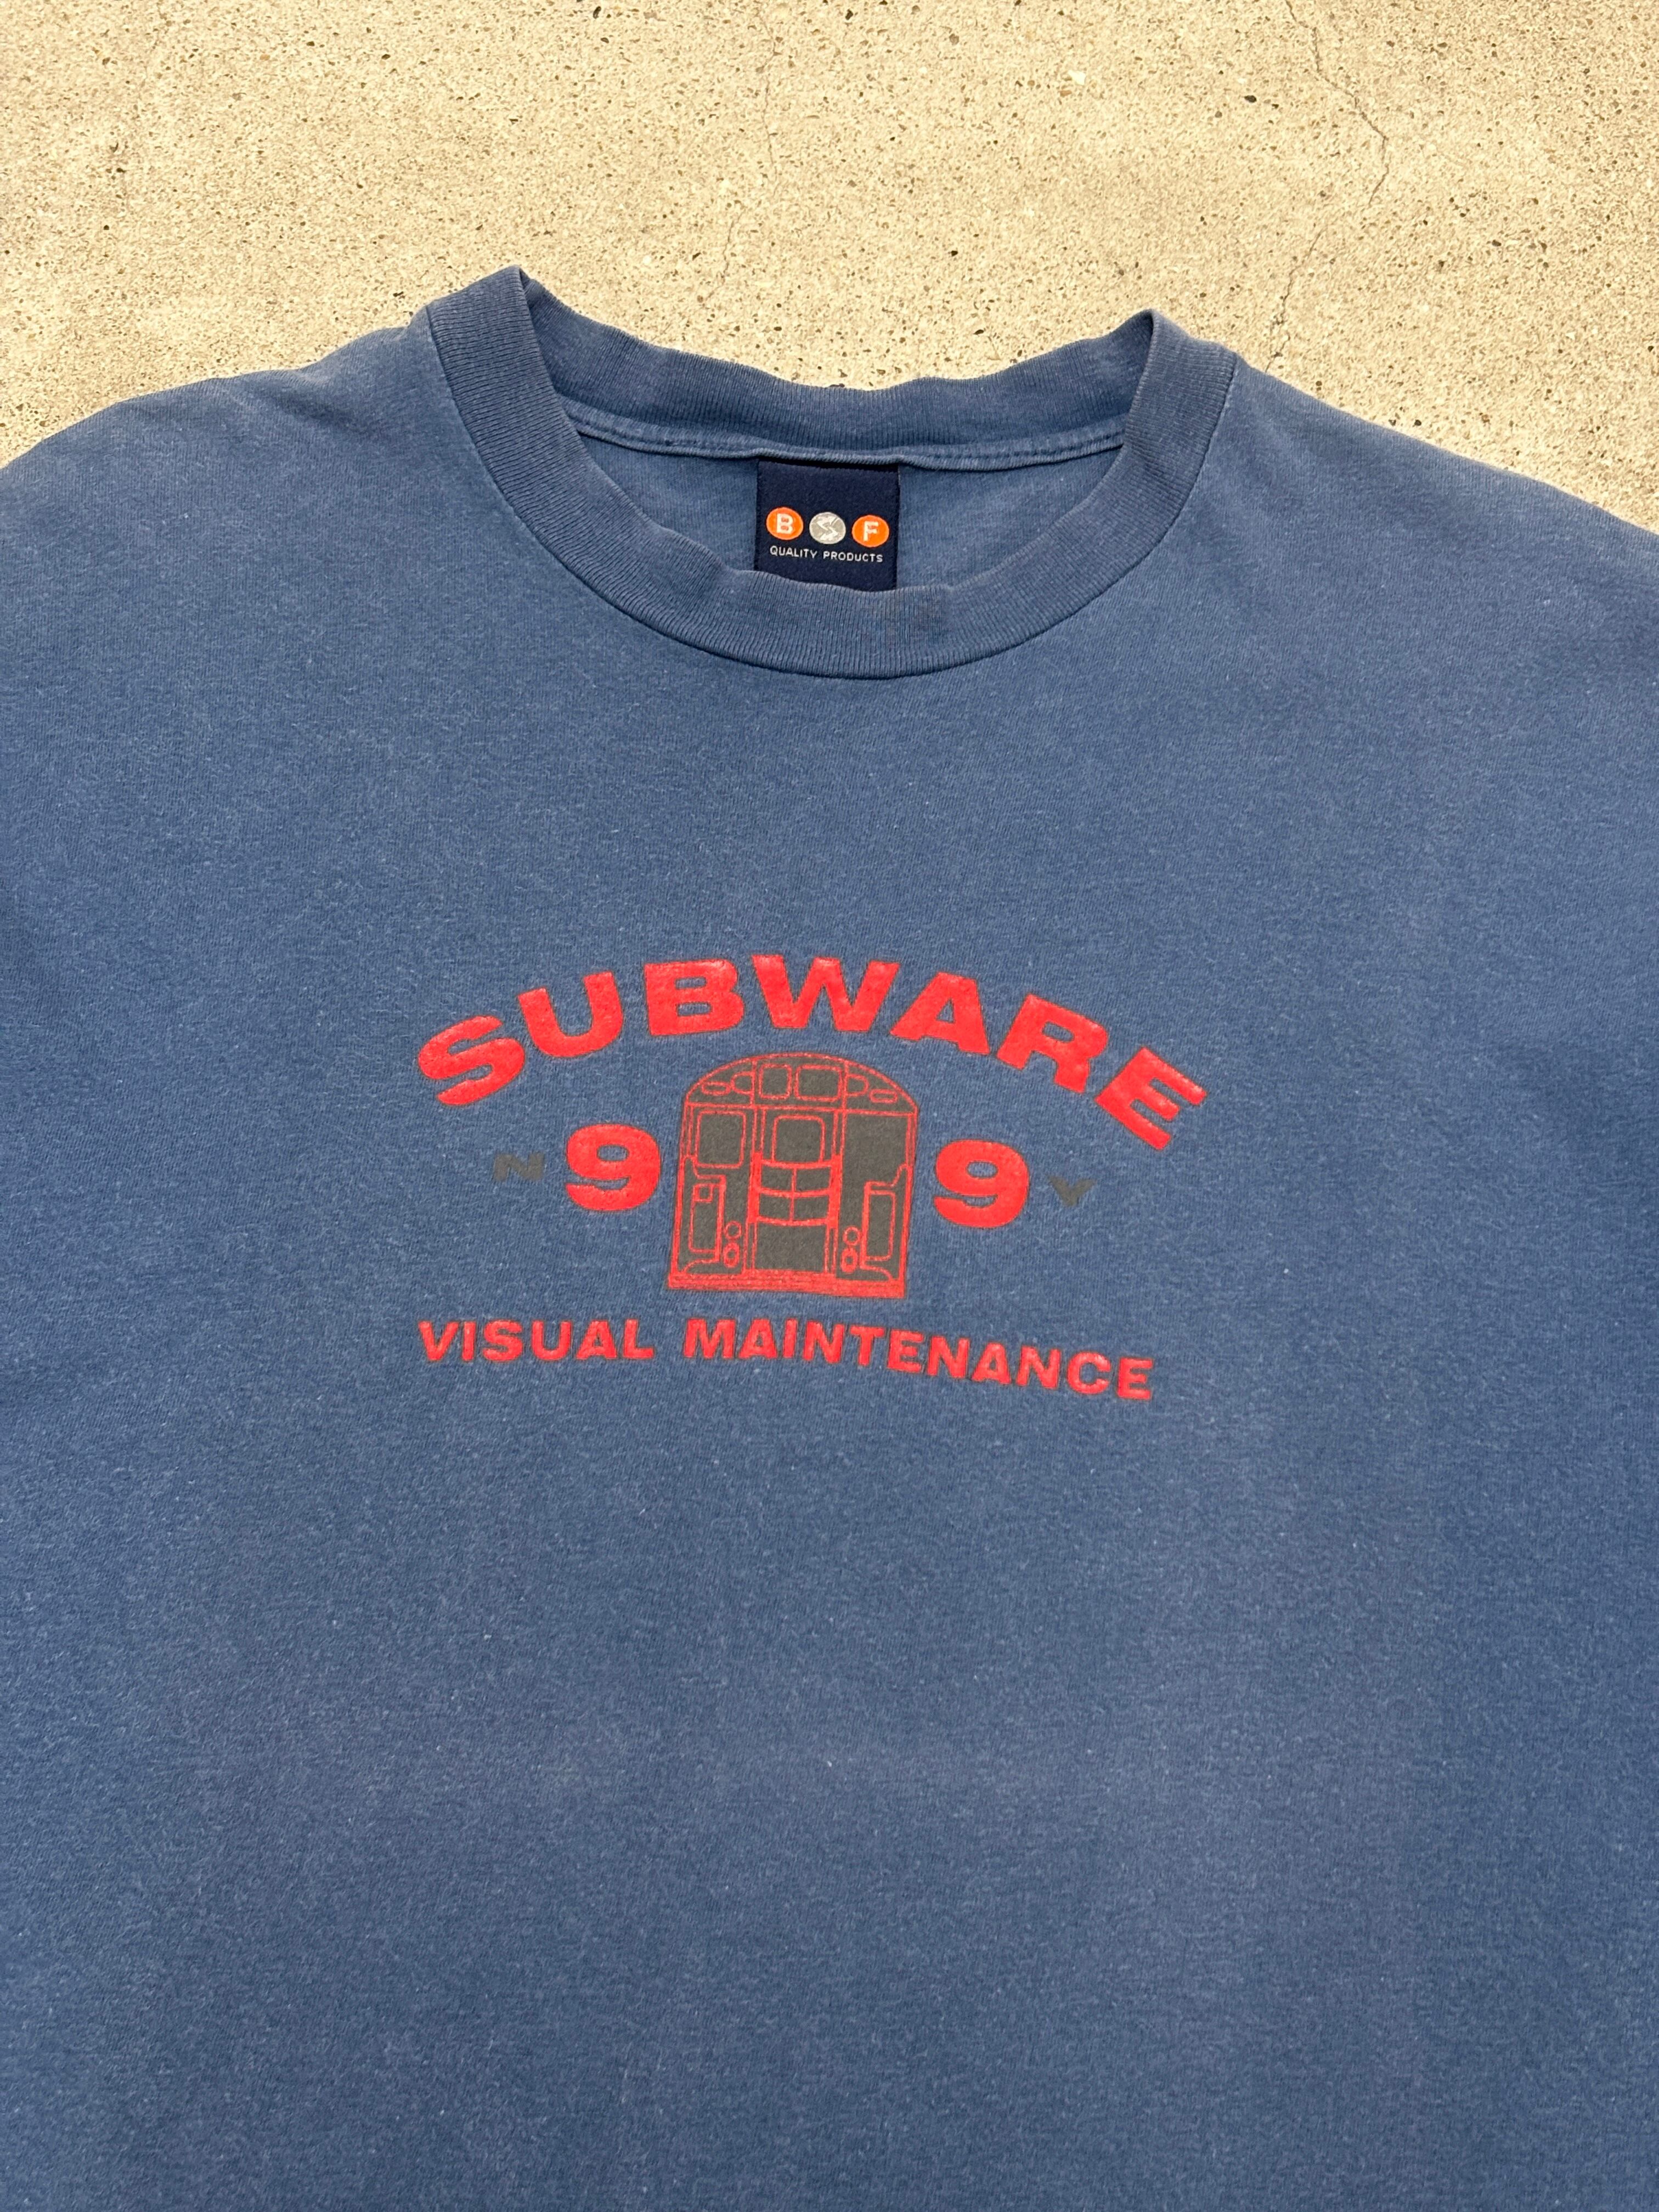 B S F
QUALITY PRODUCTS
SUBWARE
N 9 9 Y
VISUAL MAINTENANCE